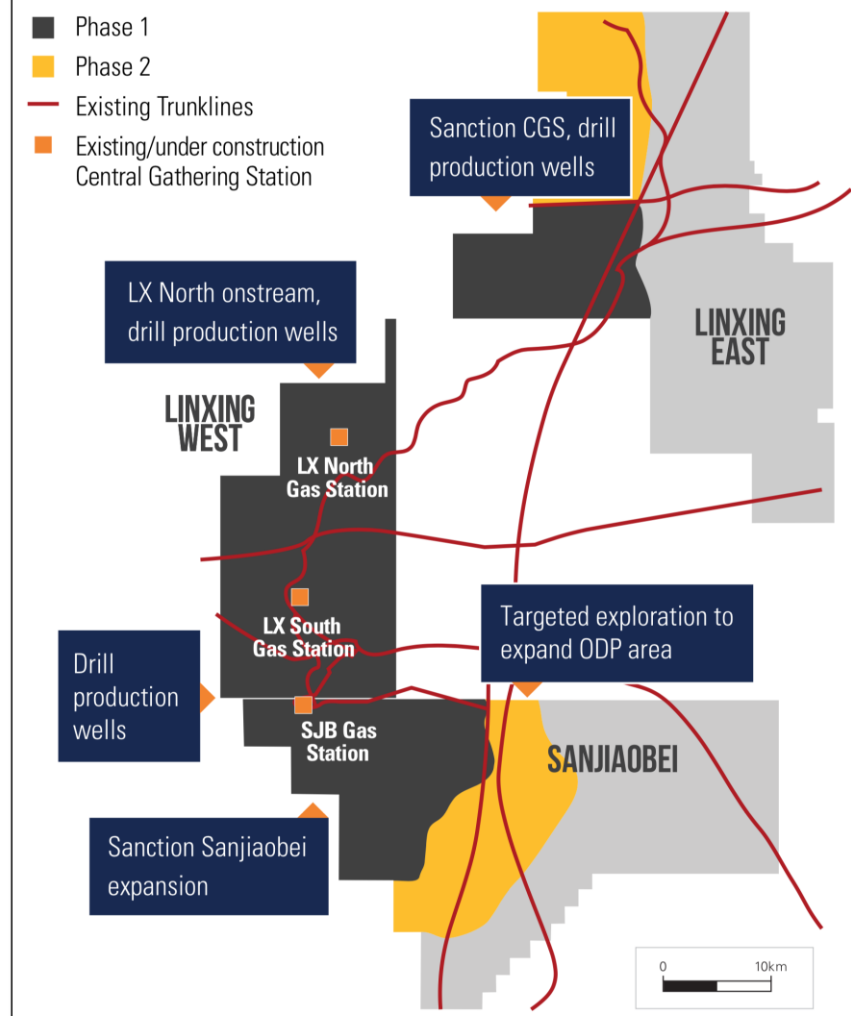 Phase 1
Phase 2
Existing Trunklines
Existing/under construction
Central Gathering Station
Sanction CGS, drill
production wells
LX North onstream,
drill production wells
LINXING
EAST
LINXING
WEST
LX North
Gas Station
LX South
Gas Station
Targeted exploration to
expand ODP area
Drill
production
wells
SJB Gas
Station
SANJIAOBEI
Sanction Sanjiaobei
expansion
0 10km